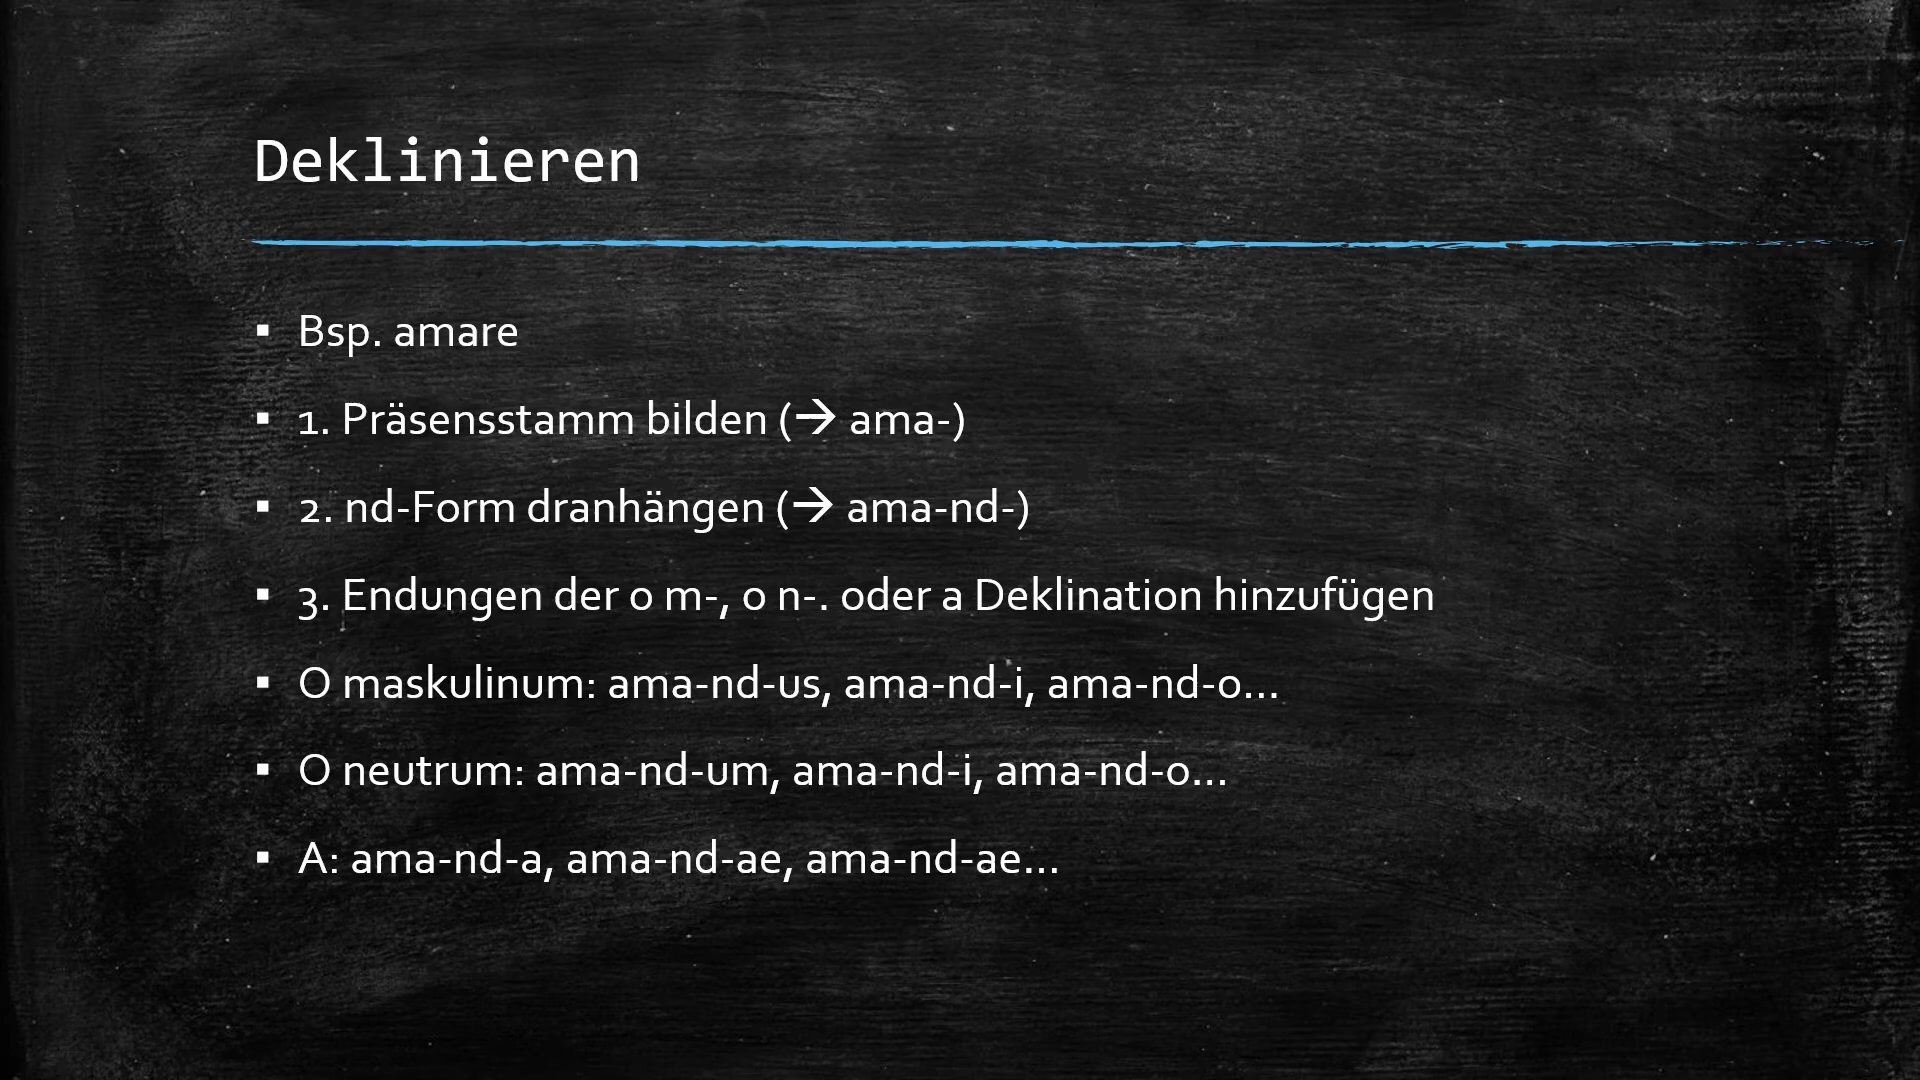 Deklinieren
▪ Bsp. amare
▪ 1. Präsensstamm bilden (→ ama-)
▪ 2. nd-Form dranhängen (→ ama-nd-)
▪ 3. Endungen der o m-, o n-. oder a Deklination hinzufügen
▪ O maskulinum: ama-nd-us, ama-nd-i, ama-nd-o…
▪ O neutrum: ama-nd-um, ama-nd-i, ama-nd-o…
▪ A: ama-nd-a, ama-nd-ae, ama-nd-ae…